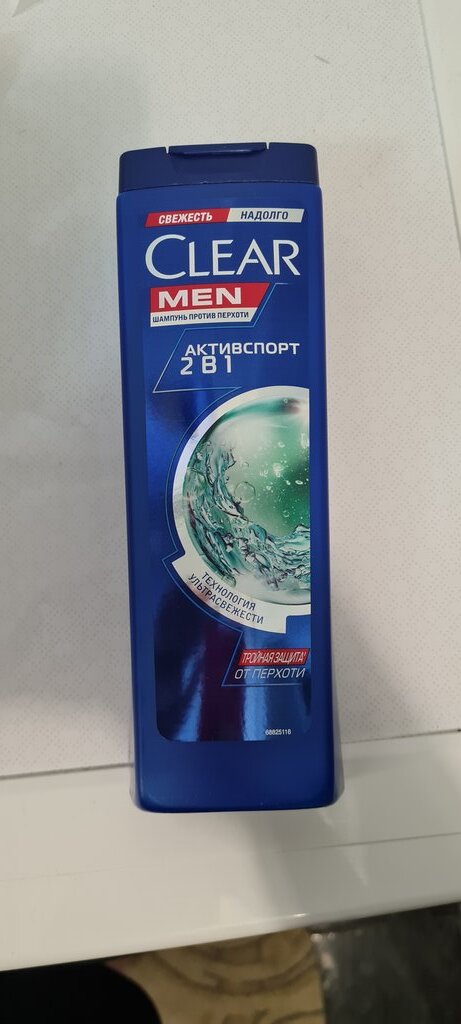 СВЕЖЕСТЬ НАДОЛГО
CLEAR
MEN
ШАМПУНЬ ПРОТИВ ПЕРХОТИ
АКТИВСПОРТ
2 В 1
ТЕХНОЛОГИЯ
УЛЬТРАСВЕЖЕСТИ
ТРОЙНАЯ ЗАЩИТА*
ОТ ПЕРХОТИ
68825116